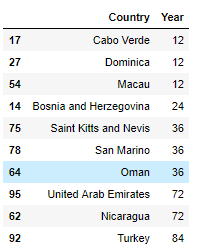 Country Year
17 Cabo Verde 12
27 Dominica 12
54 Macau 12
14 Bosnia and Herzegovina 24
75 Saint Kitts and Nevis 36
78 San Marino 36
64 Oman 36
95 United Arab Emirates 72
62 Nicaragua 72
92 Turkey 84